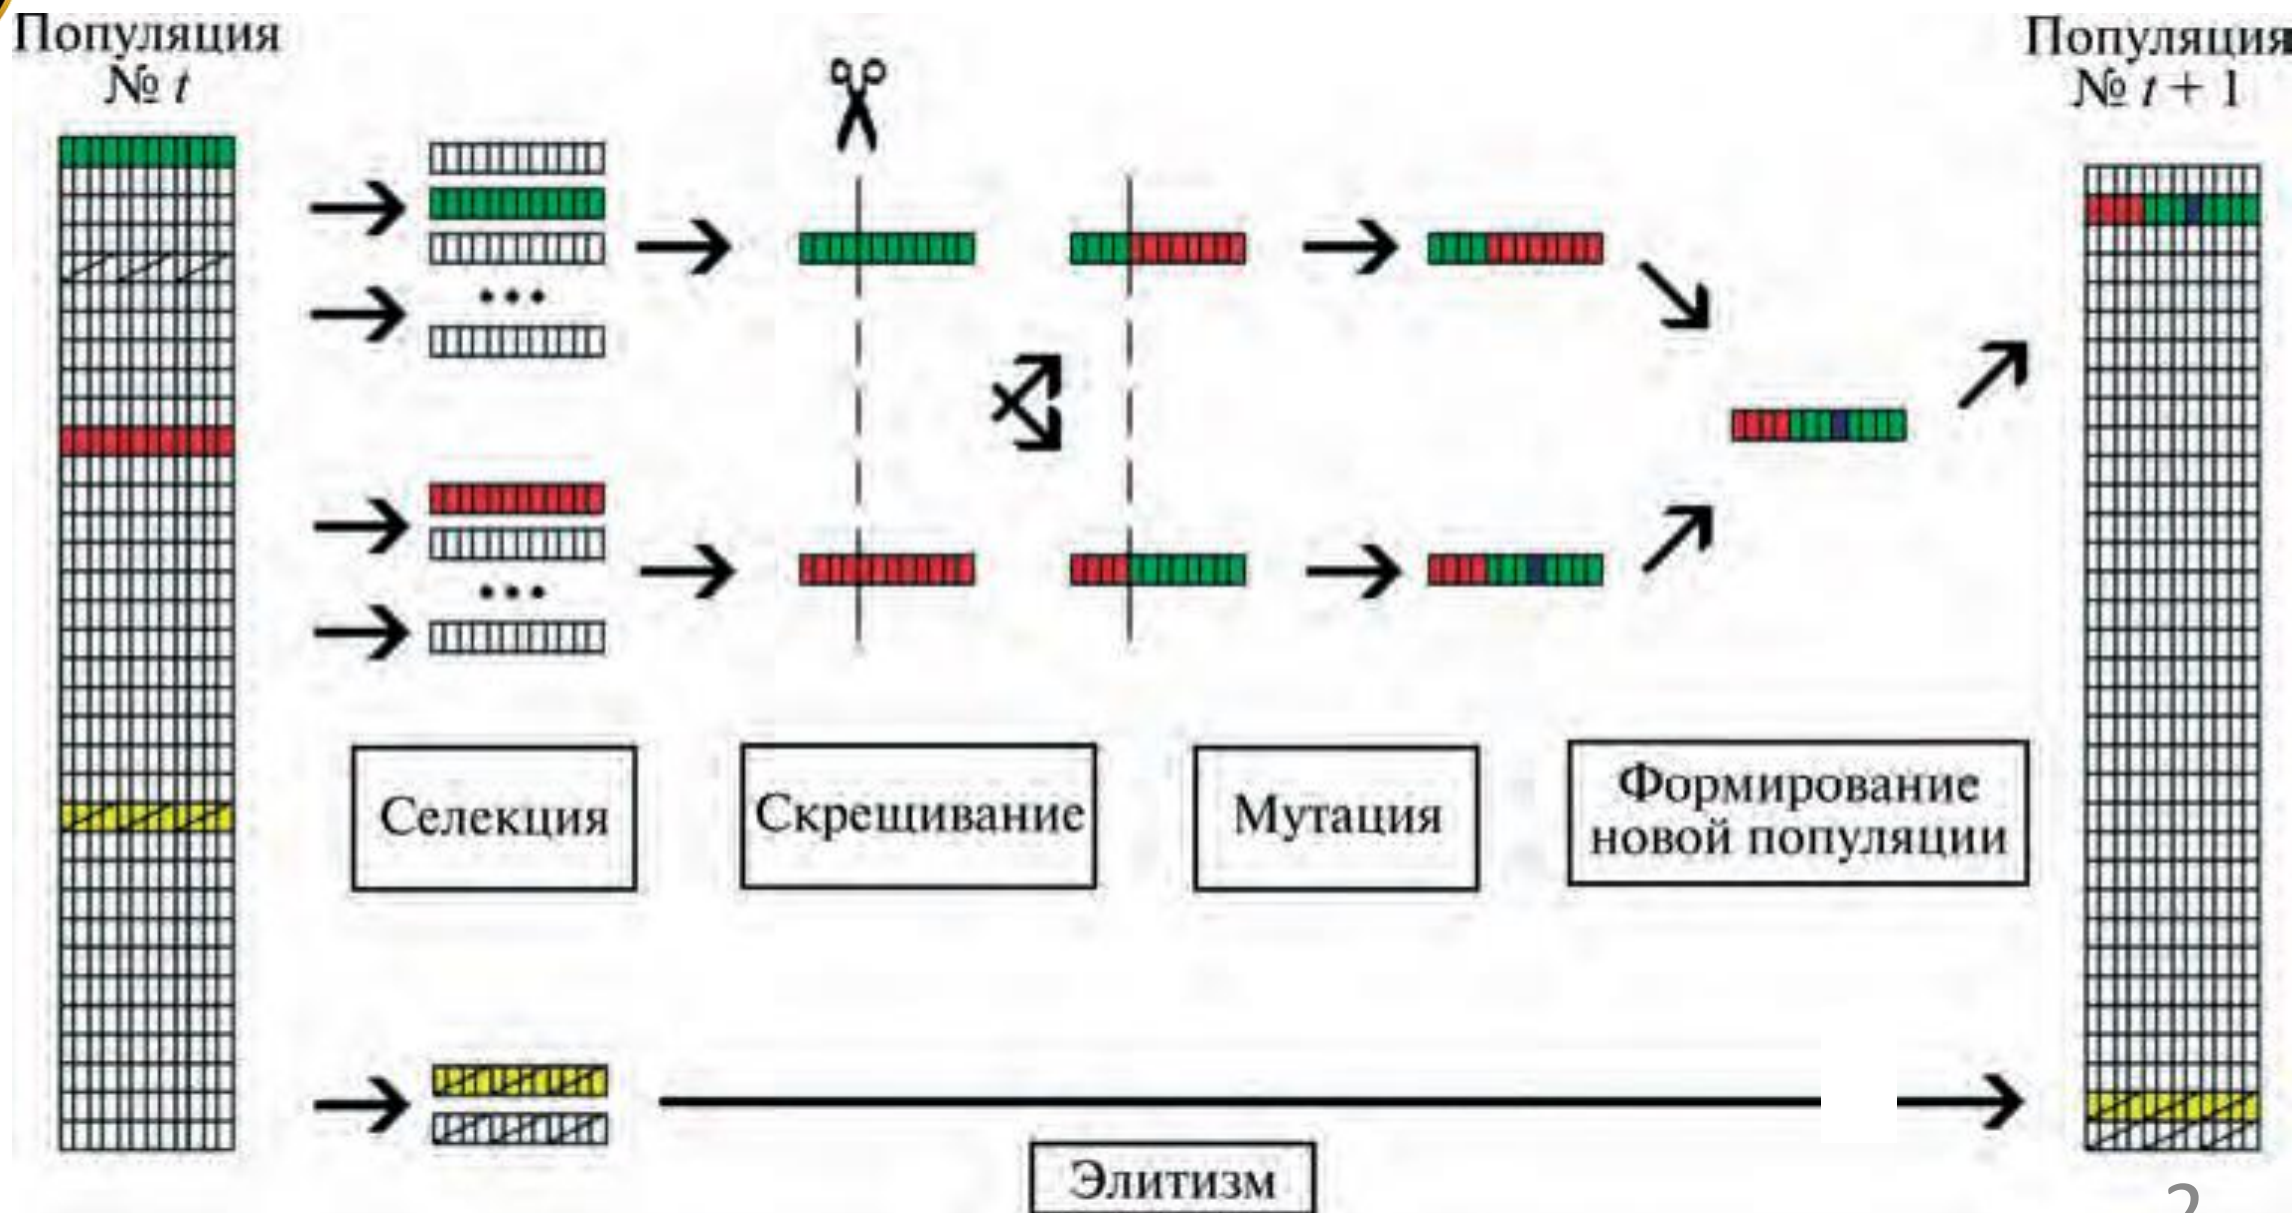 Популяция
№ t
Популяция
№ t + 1
Селекция
Скрещивание
Мутация
Формирование
новой популяции
Элитизм
2